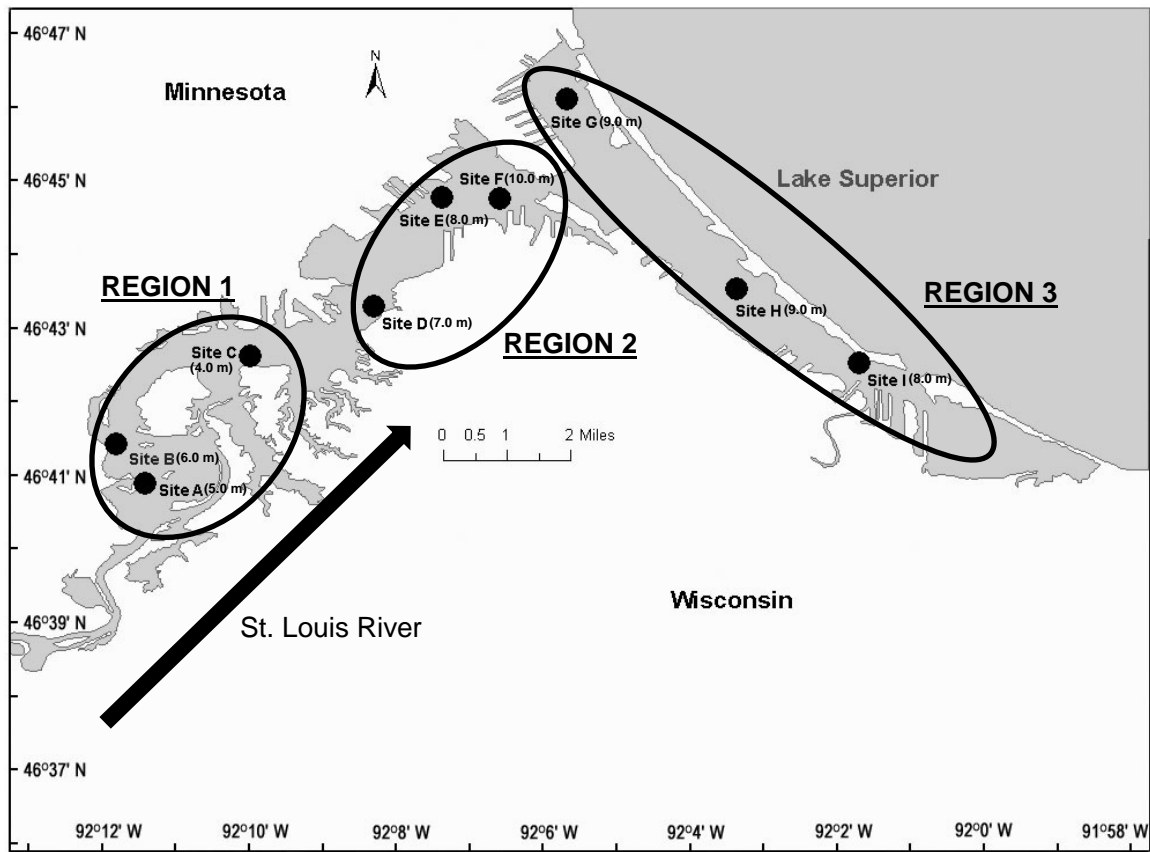 46°47' N
N
Minnesota
Site G (9.0 m)
46°45' N
Site F (10.0 m)
Lake Superior
Site E (8.0 m)
REGION 1
REGION 3
46°43' N
Site H (9.0 m)
Site D (7.0 m)
REGION 2
Site C
(4.0 m)
Site I (8.0 m)
0 0.5 1 2 Miles
Site B (6.0 m)
46°41' N
Site A (5.0 m)
Wisconsin
46°39' N
St. Louis River
46°37' N
92°12' W 92°10' W 92°8' W 92°6' W 92°4' W 92°2' W 92°0' W 91°58' W